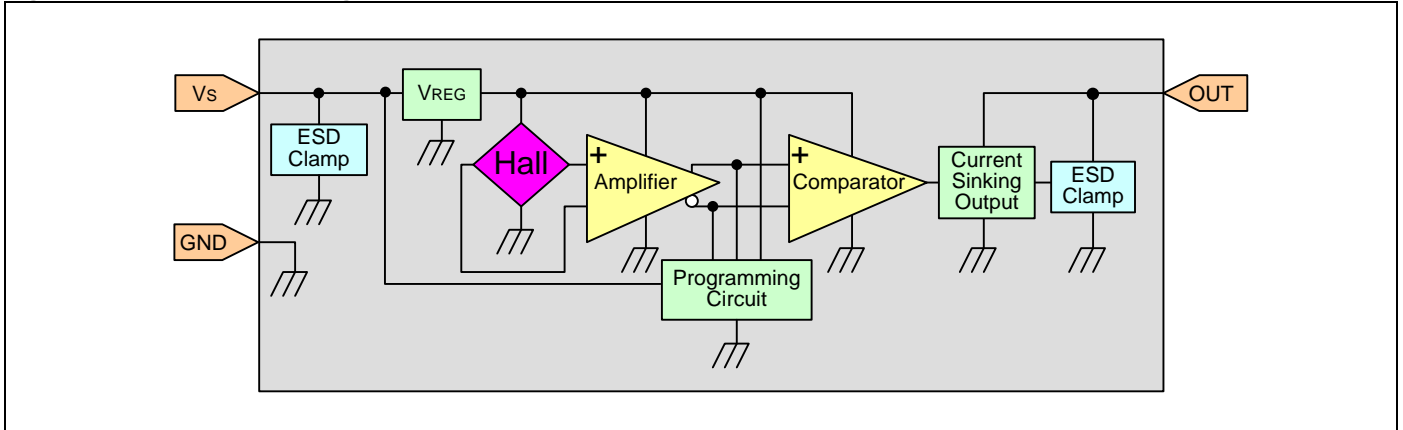 Vs
VREG
OUT
ESD
Clamp
Hall
+
Amplifier
+
Comparator
Current
Sinking
Output
ESD
Clamp
GND
Programming
Circuit